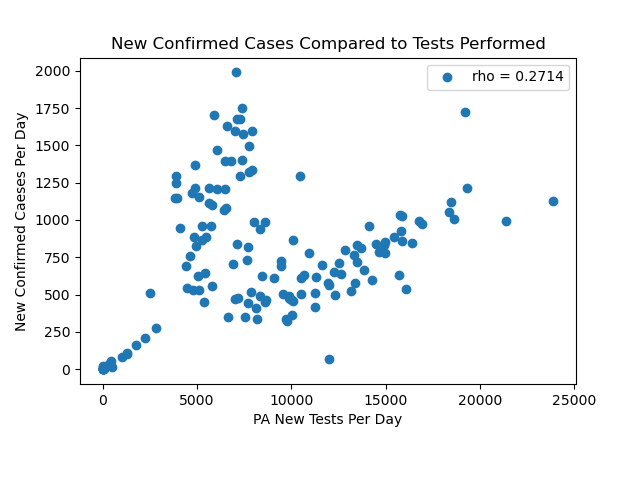 New Confirmed Cases Compared to Tests Performed
rho = 0.2714
2000
1750
1500
1250
1000
750
500
250
0
New Confirmed Caeses Per Day
0 5000 10000 15000 20000 25000
PA New Tests Per Day